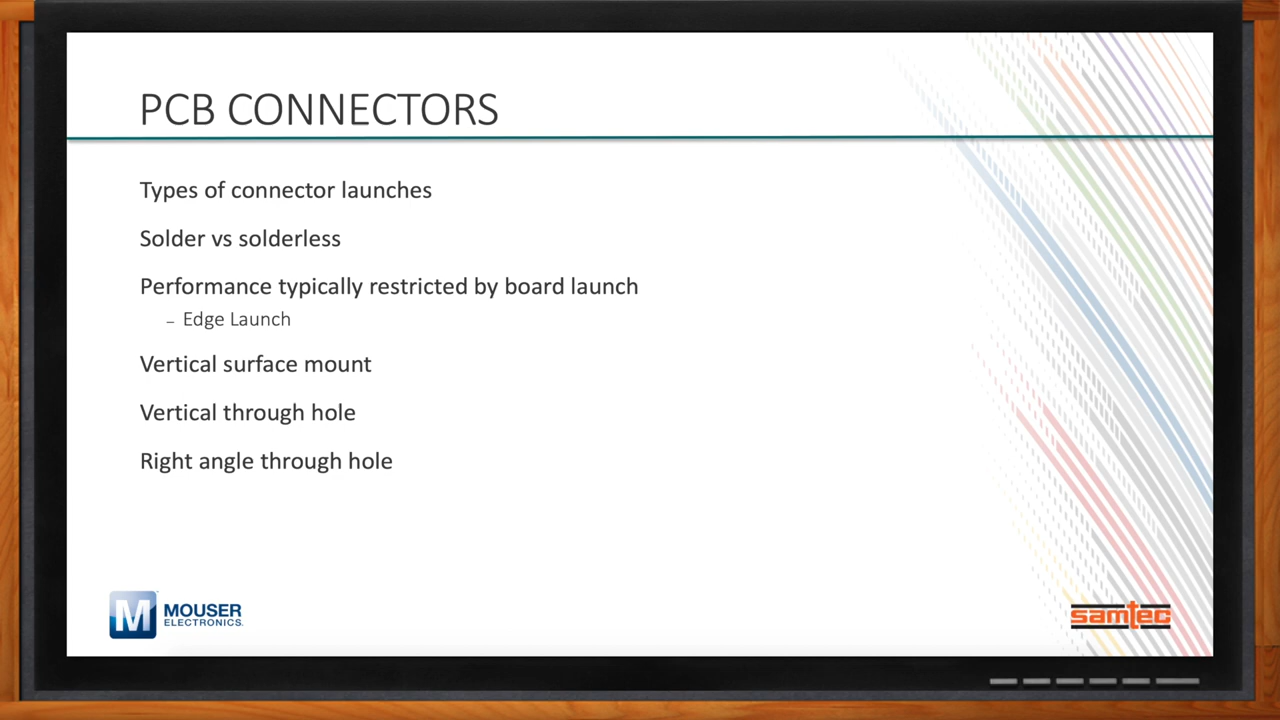 PCB CONNECTORS
Types of connector launches
Solder vs solderless
Performance typically restricted by board launch
– Edge Launch
Vertical surface mount
Vertical through hole
Right angle through hole
M MOUSER
ELECTRONICS.
samtec